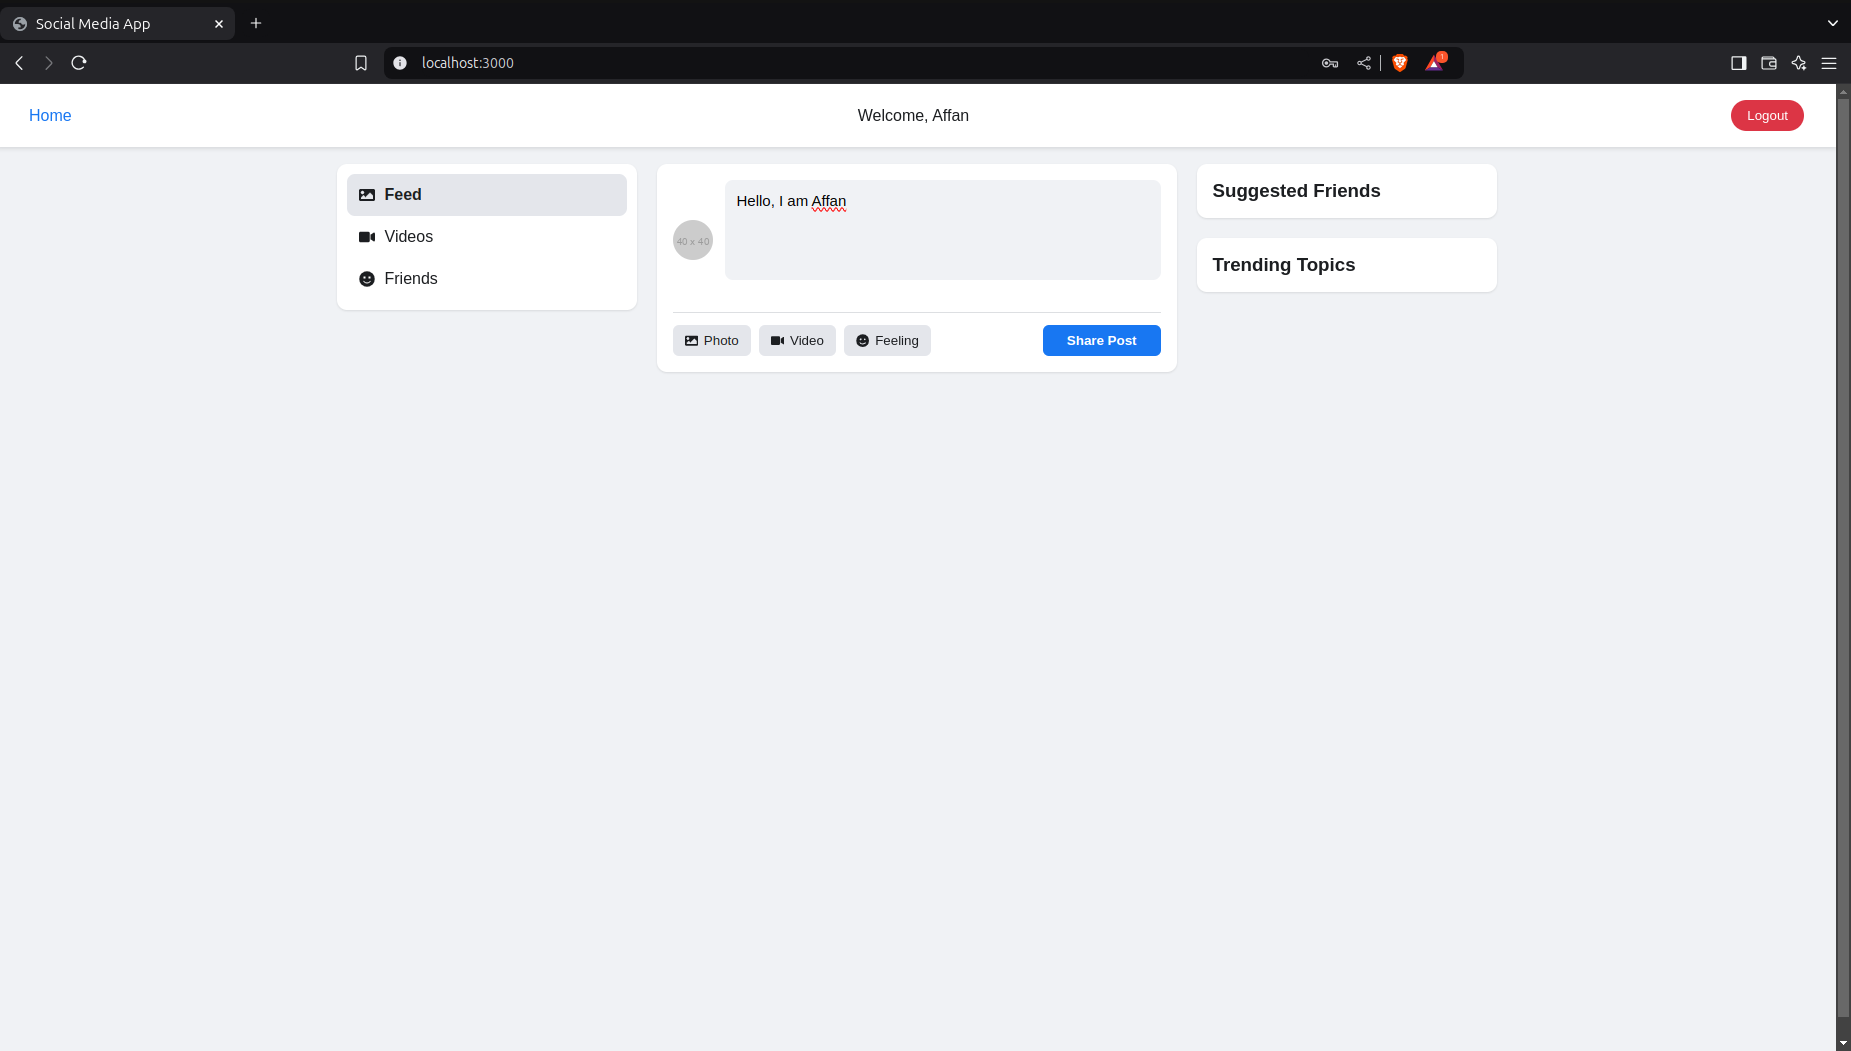 Social Media App
localhost:3000
1
Home
Welcome, Affan
Logout
Feed
Videos
Friends
40 x 40
Hello, I am Affan
Photo
Video
Feeling
Share Post
Suggested Friends
Trending Topics